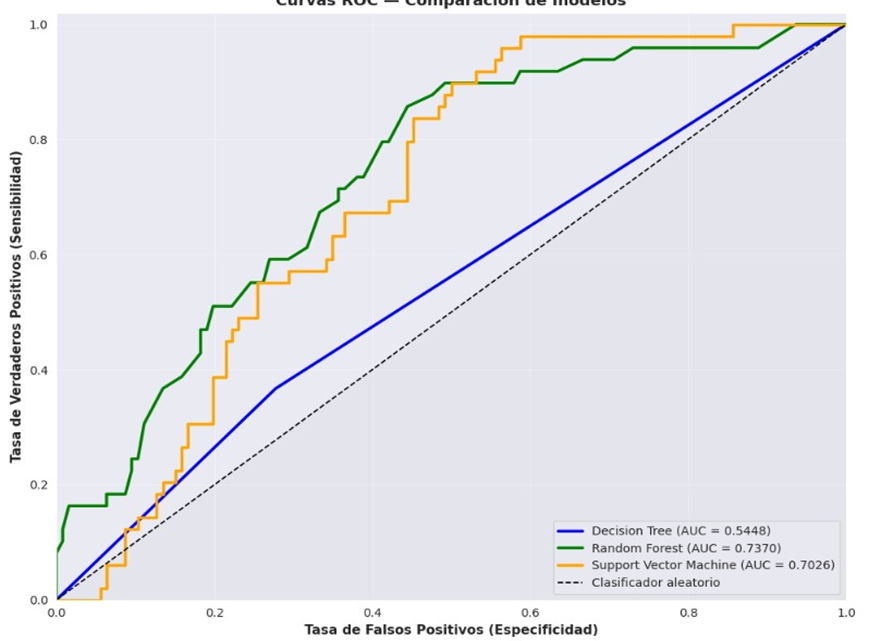 Curvas ROC — Comparación de modelos
1.0
0.8
0.6
0.4
0.2
0.0
Tasa de Verdaderos Positivos (Sensibilidad)
Decision Tree (AUC = 0.5448)
Random Forest (AUC = 0.7370)
Support Vector Machine (AUC = 0.7026)
Clasificador aleatorio
0.0 0.2 0.4 0.6 0.8 1.0
Tasa de Falsos Positivos (Especificidad)